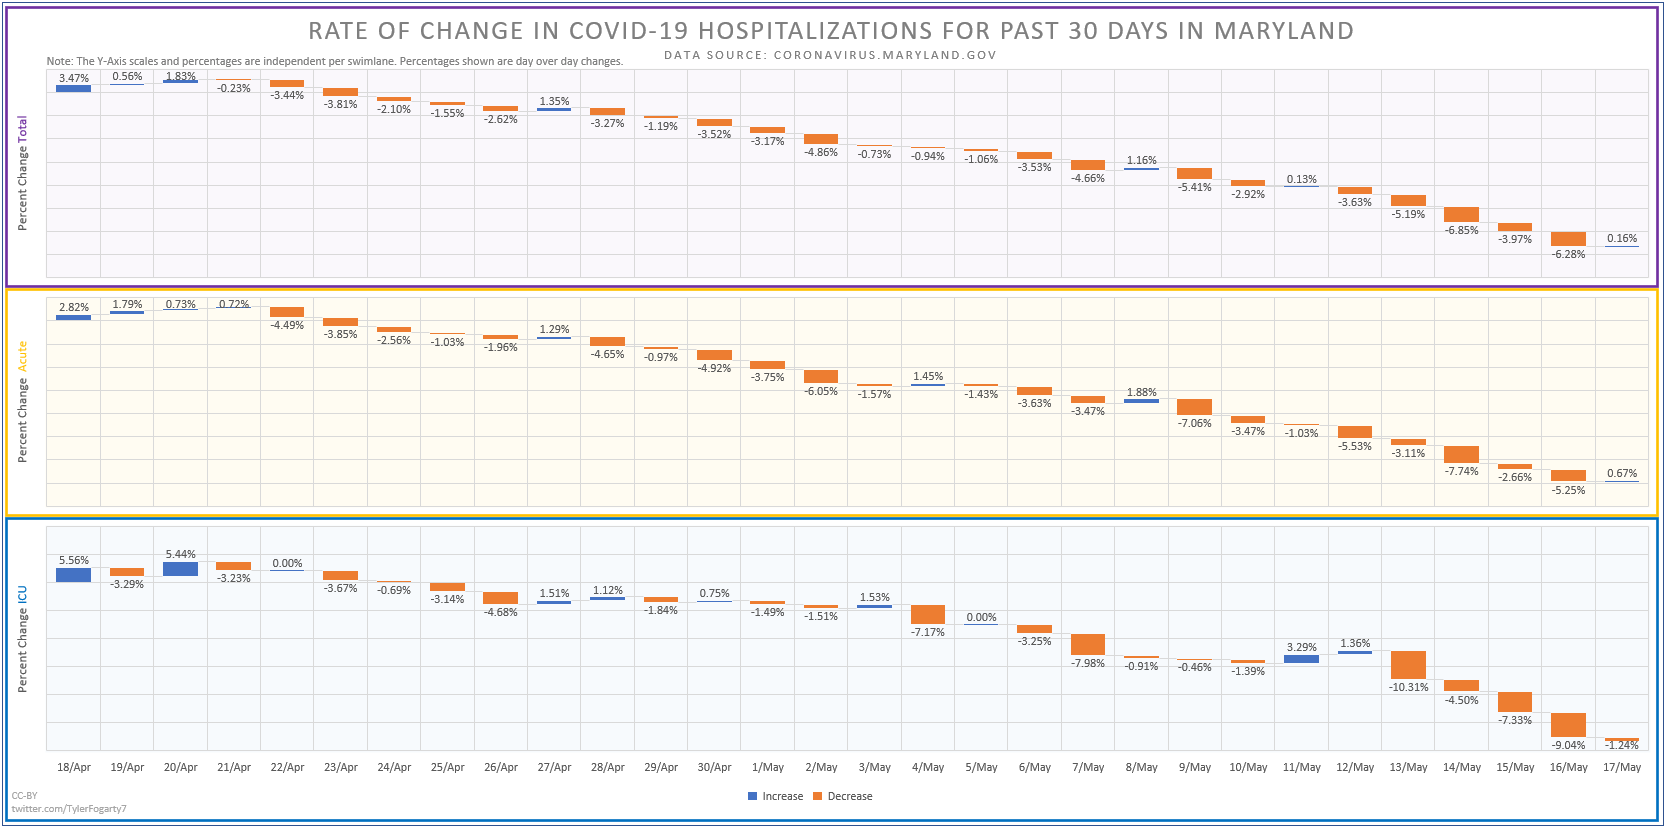 RATE OF CHANGE IN COVID-19 HOSPITALIZATIONS FOR PAST 30 DAYS IN MARYLAND
DATA SOURCE: CORONAVIRUS.MARYLAND.GOV
Note: The Y-Axis scales and percentages are independent per swimlane. Percentages shown are day over day changes.
Percent Change Total
3.47% 0.56% 1.83% -0.23% -3.44% -3.81% -2.10% -1.55% -2.62% 1.35% -3.27% -1.19% -3.52% -3.17% -4.86% -0.73% -0.94% -1.06% -3.53% -4.66% 1.16% -5.41% -2.92% 0.13% -3.63% -5.19% -6.85% -3.97% -6.28% 0.16%
Percent Change Acute
2.82% 1.79% 0.73% 0.72% -4.49% -3.85% -2.56% -1.03% -1.96% 1.29% -4.65% -0.97% -4.92% -3.75% -6.05% -1.57% 1.45% -1.43% -3.63% -3.47% 1.88% -7.06% -3.47% -1.03% -5.53% -3.11% -7.74% -2.66% -5.25% 0.67%
Percent Change ICU
5.56% -3.29% 5.44% -3.23% 0.00% -3.67% -0.69% -3.14% -4.68% 1.51% 1.12% -1.84% 0.75% -1.49% -1.51% 1.53% -7.17% 0.00% -3.25% -7.98% -0.91% -0.46% -1.39% 3.29% 1.36% -10.31% -4.50% -7.33% -9.04% -1.24%
18/Apr 19/Apr 20/Apr 21/Apr 22/Apr 23/Apr 24/Apr 25/Apr 26/Apr 27/Apr 28/Apr 29/Apr 30/Apr 1/May 2/May 3/May 4/May 5/May 6/May 7/May 8/May 9/May 10/May 11/May 12/May 13/May 14/May 15/May 16/May 17/May
Increase Decrease
CC-BY
twitter.com/TylerFogarty7